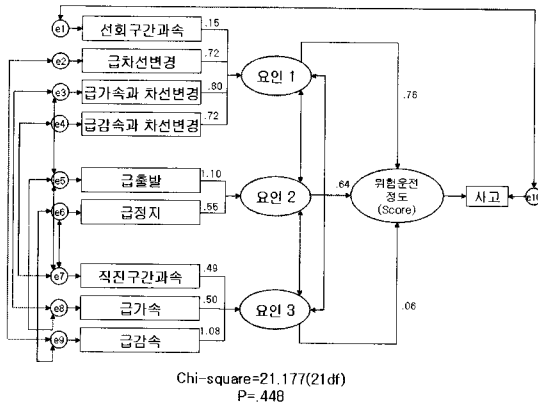 e1 선회구간과속 .15
e2 급차선변경 .72
e3 급가속과 차선변경 .80
e4 급감속과 차선변경 .72
요인 1
.76
e5 급출발 1.10
e6 급정지 .55
요인 2
.64
위험운전
정도
(Score)
사고
e10
e7 직진구간과속 .49
e8 급가속 .50
e9 급감속 1.08
요인 3
.06
Chi-square=21.177(21df)
P=.448